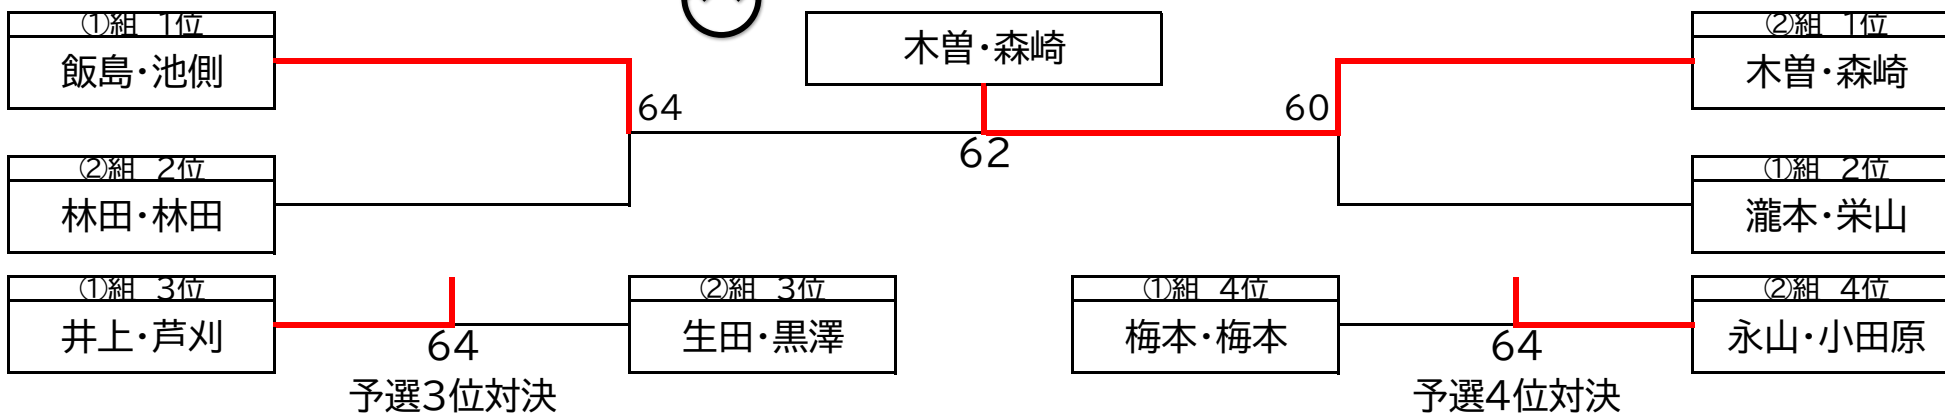 ①組 1位
飯島・池側
木曽・森崎
②組 1位
木曽・森崎
64
60
62
②組 2位
林田・林田
①組 2位
瀧本・栄山
①組 3位
井上・芦刈
②組 3位
生田・黒澤
①組 4位
梅本・梅本
②組 4位
永山・小田原
64
64
予選3位対決
予選4位対決